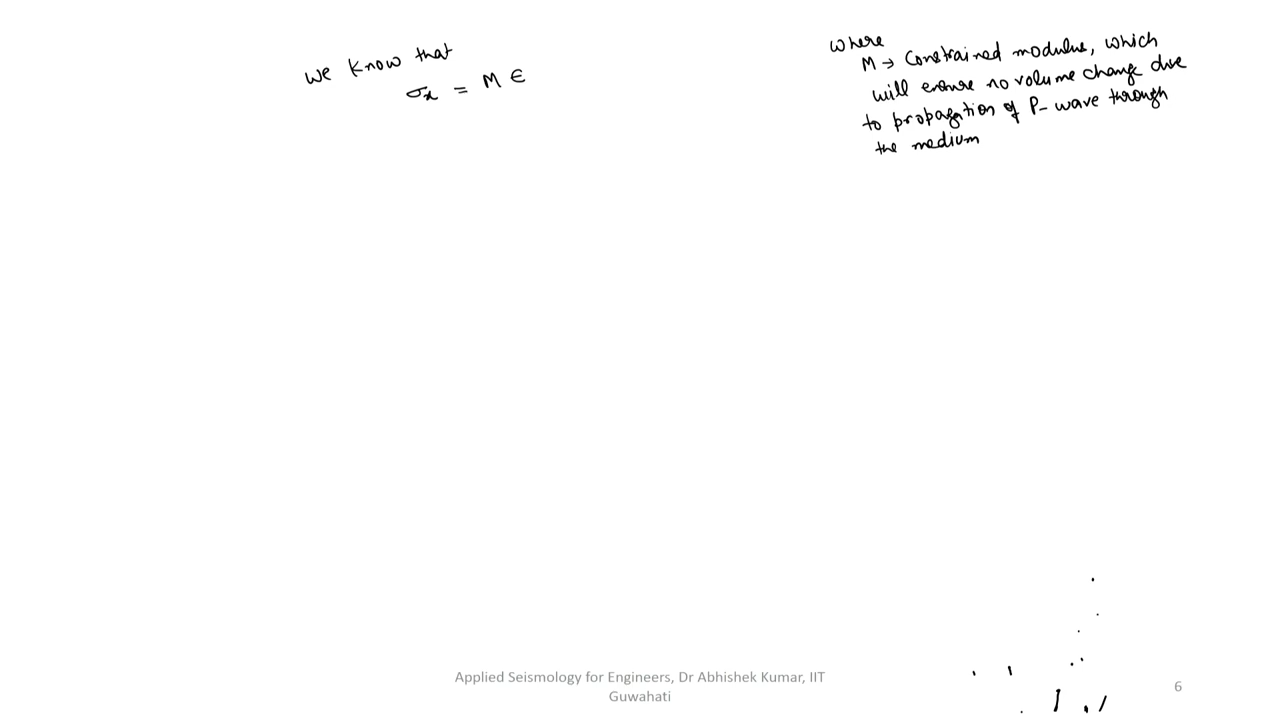 we know that
σx = M ϵ
where
M → Constrained modulus, which
will ensure no volume change due
to propagation of P- wave through
the medium
Applied Seismology for Engineers, Dr Abhishek Kumar, IIT
Guwahati
6